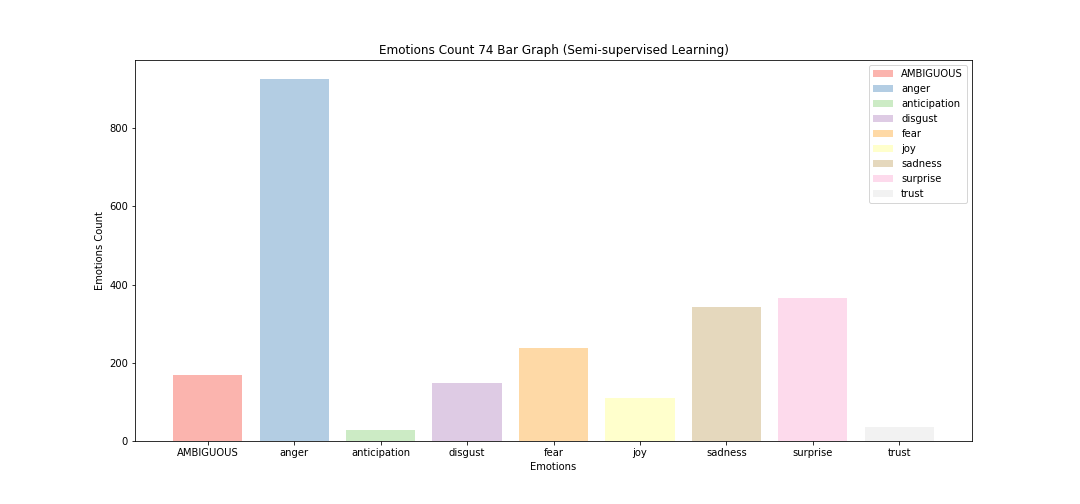 Emotions Count 74 Bar Graph (Semi-supervised Learning)
AMBIGUOUS
anger
anticipation
disgust
fear
joy
sadness
surprise
trust
Emotions Count
800
600
400
200
0
AMBIGUOUS anger anticipation disgust fear joy sadness surprise trust
Emotions